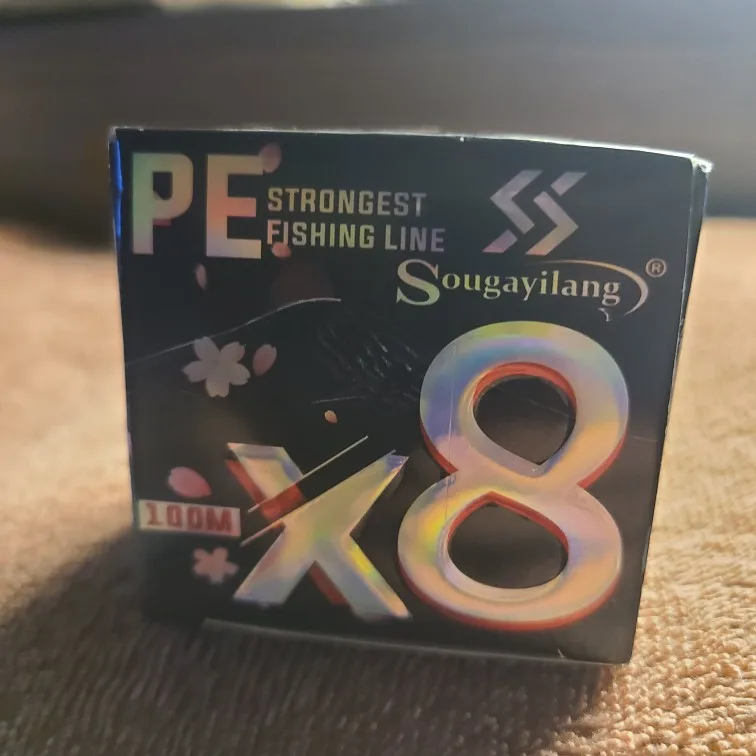 PE
STRONGEST
FISHING LINE
Sougayilang®
100M
X8